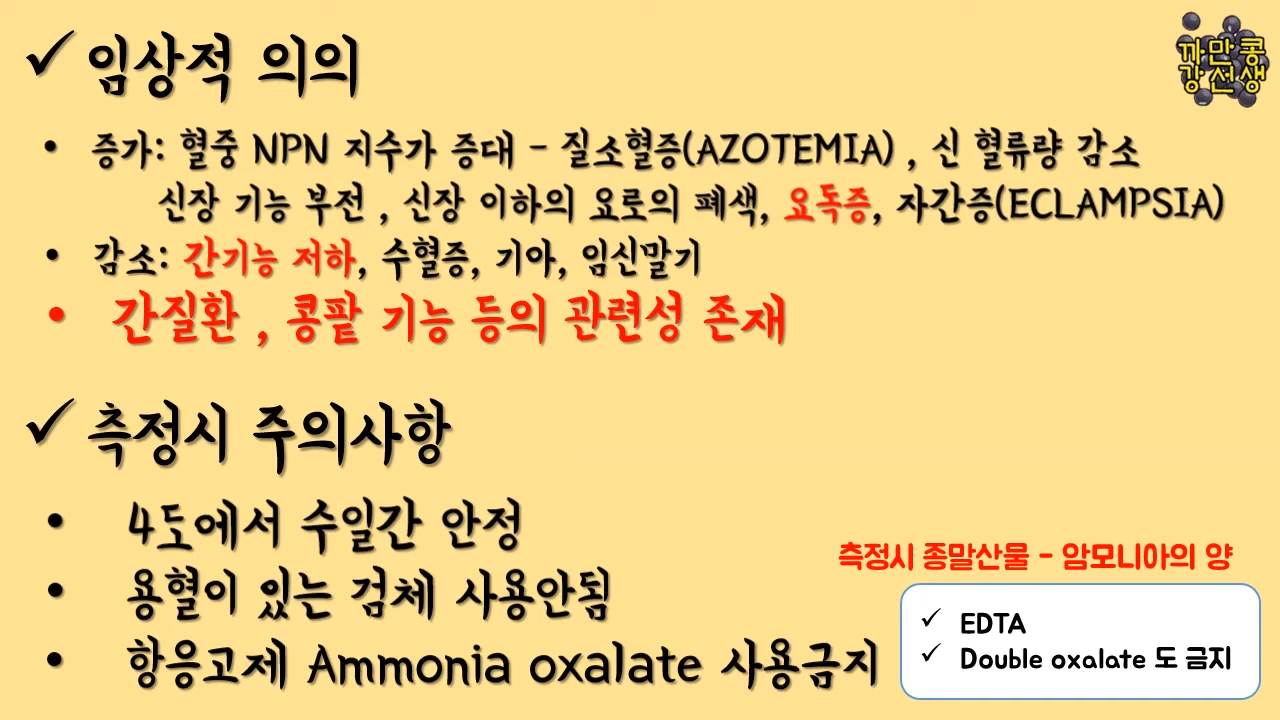 ✓ 임상적 의의
까만콩
강선생
• 증가: 혈중 NPN 지수가 증대 - 질소혈증(AZOTEMIA) , 신 혈류량 감소
신장 기능 부전 , 신장 이하의 요로의 폐색, 요독증, 자간증(ECLAMPSIA)
• 감소: 간기능 저하, 수혈증, 기아, 임신말기
• 간질환 , 콩팥 기능 등의 관련성 존재
✓ 측정시 주의사항
• 4도에서 수일간 안정
• 용혈이 있는 검체 사용안됨
• 항응고제 Ammonia oxalate 사용금지
측정시 종말산물 - 암모니아의 양
✓ EDTA
✓ Double oxalate 도 금지